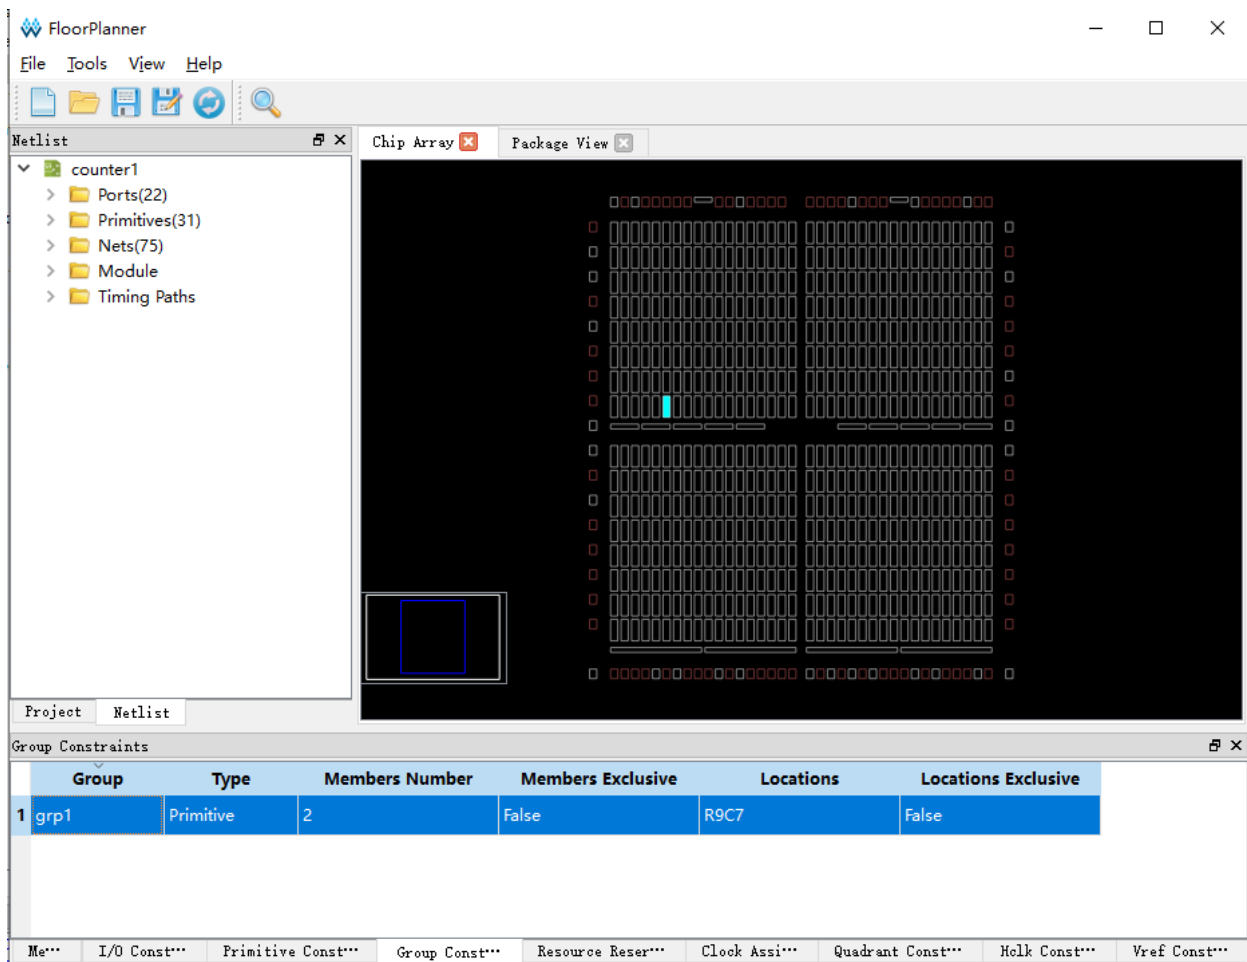 FloorPlanner
File Tools View Help
Netlist
Chip Array Package View
counter1
Ports(22)
Primitives(31)
Nets(75)
Module
Timing Paths
Project Netlist
Group Constraints
Group Type Members Number Members Exclusive Locations Locations Exclusive
1 grp1 Primitive 2 False R9C7 False
Me··· I/O Const··· Primitive Const··· Group Const··· Resource Reser··· Clock Assi··· Quadrant Const··· Hclk Const··· Vref Const···